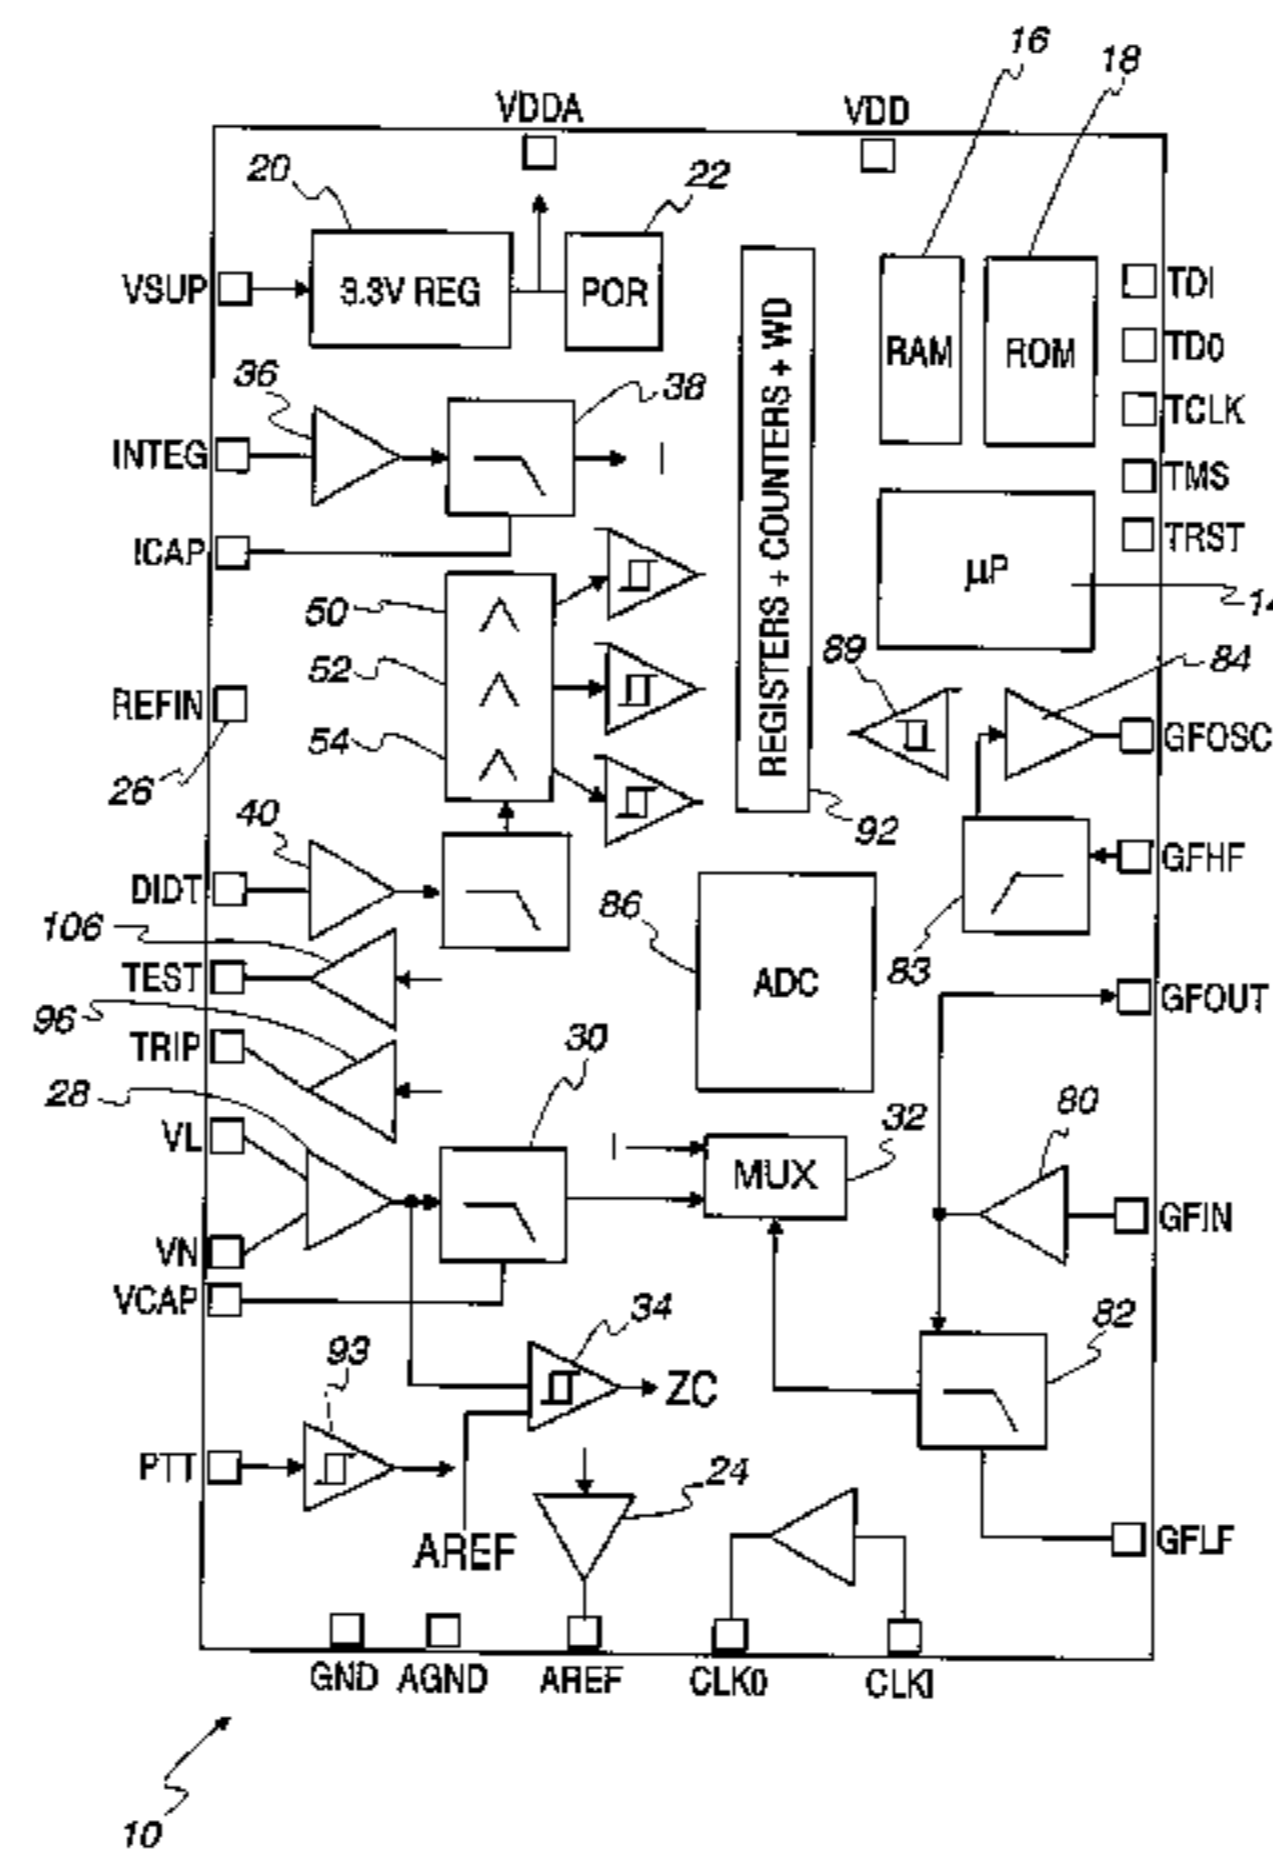 16
18
VDDA
VDD
20
22
VSUP
3.3V REG
POR
TDI
RAM
ROM
TD0
36
38
TCLK
INTEG
I
TMS
ICAP
TRST
REGISTERS + COUNTERS + WD
μP
14
50
52
54
89
84
REFIN
GFOSC
26
40
92
GFHF
DIDT
86
83
106
TEST
ADC
GFOUT
96
TRIP
30
28
80
VL
I
MUX
32
GFIN
VN
VCAP
34
82
93
ZC
PTT
24
AREF
GFLF
GND
AGND
AREF
CLK0
CLKI
10